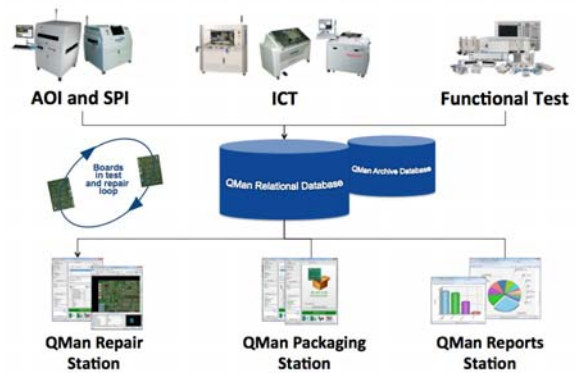 AOI and SPI
ICT
Functional Test
Boards
in test
and repair
loop
QMan Relational Database
QMan Archive Database
QMan Repair
Station
QMan Packaging
Station
QMan Reports
Station